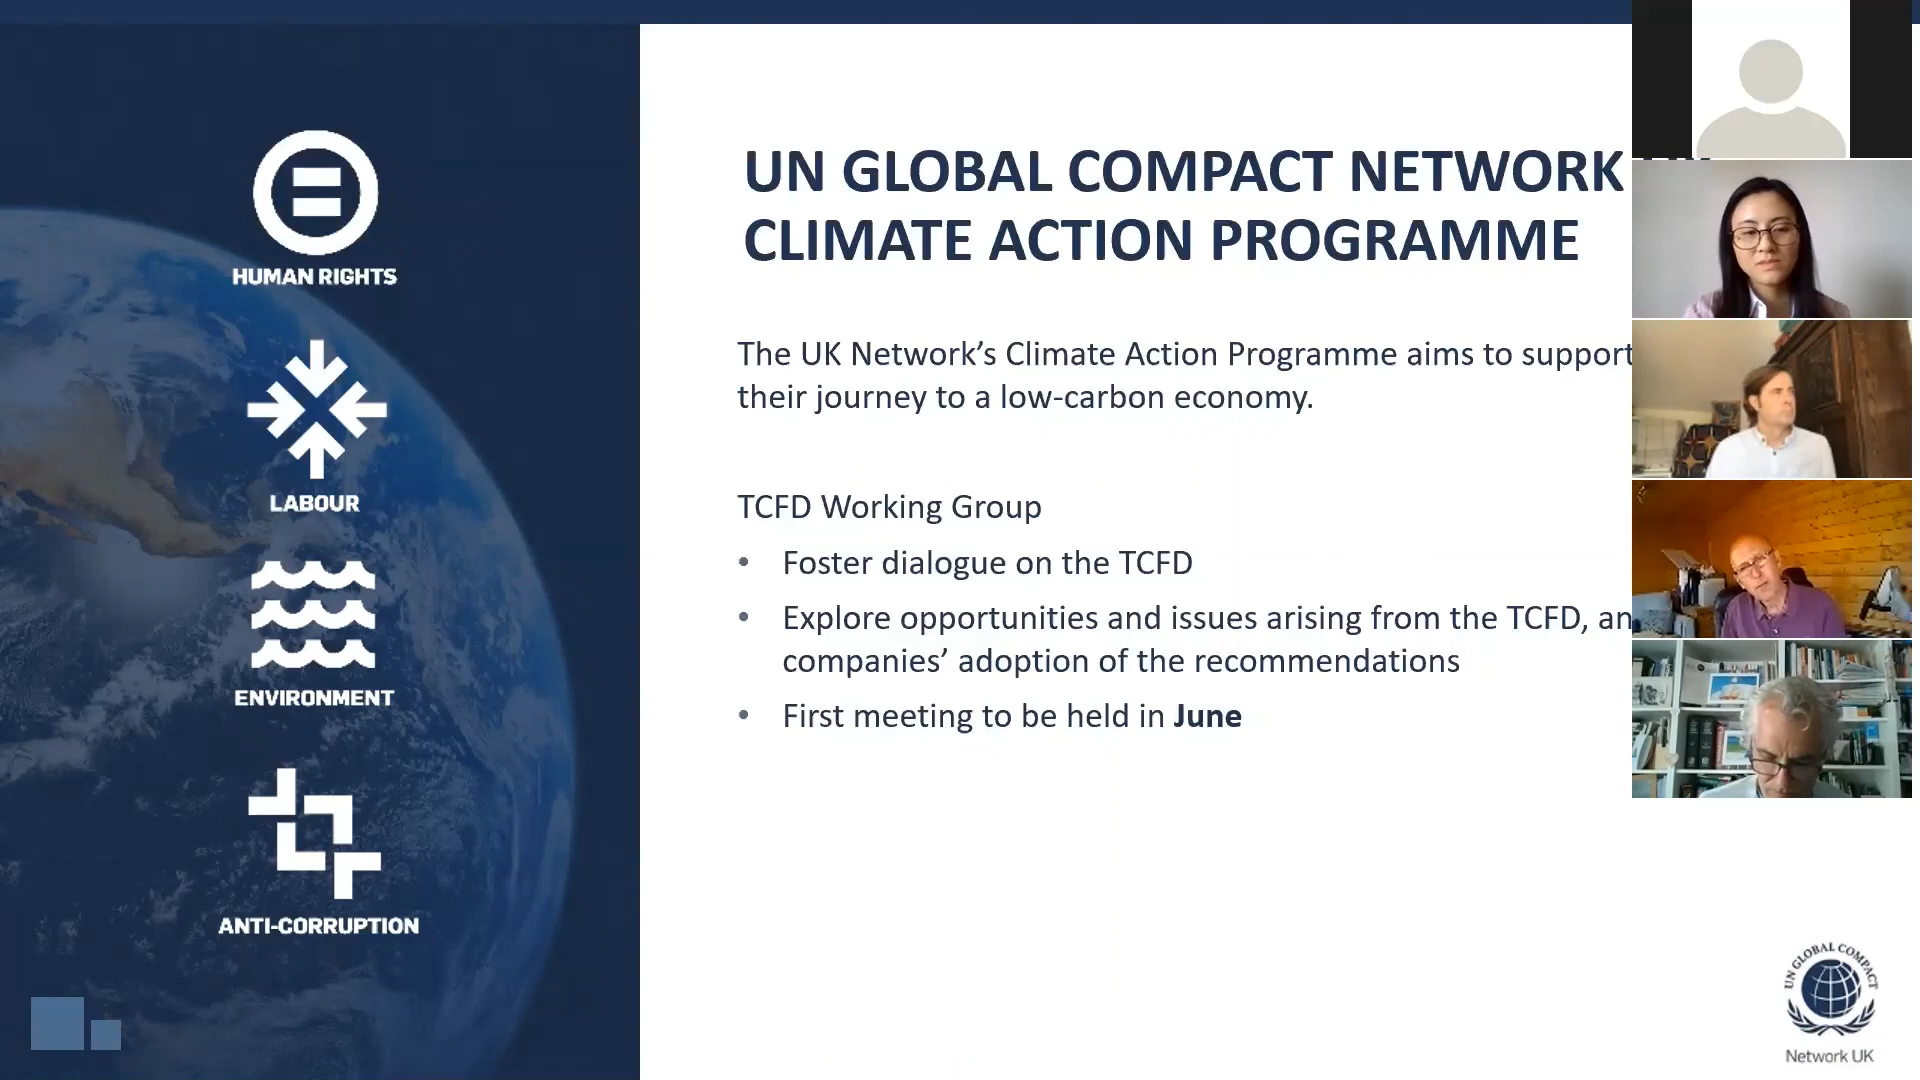 HUMAN RIGHTS
LABOUR
ENVIRONMENT
ANTI-CORRUPTION
UN GLOBAL COMPACT NETWORK
CLIMATE ACTION PROGRAMME
The UK Network’s Climate Action Programme aims to support
their journey to a low-carbon economy.
TCFD Working Group
• Foster dialogue on the TCFD
• Explore opportunities and issues arising from the TCFD, an
companies’ adoption of the recommendations
• First meeting to be held in June
UN GLOBAL COMPACT
Network UK